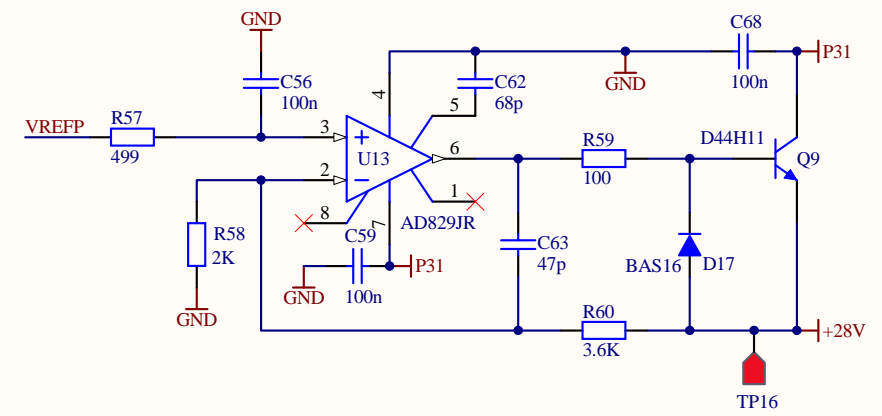 GND
C68
P31
C56
100n
4
C62
68p
GND
100n
5
R57
VREFP
499
3
U13
6
R59
100
D44H11
Q9
2
1
8
AD829JR
7
R58
2K
C59
P31
GND
100n
C63
47p
BAS16
D17
GND
R60
3.6K
+28V
TP16